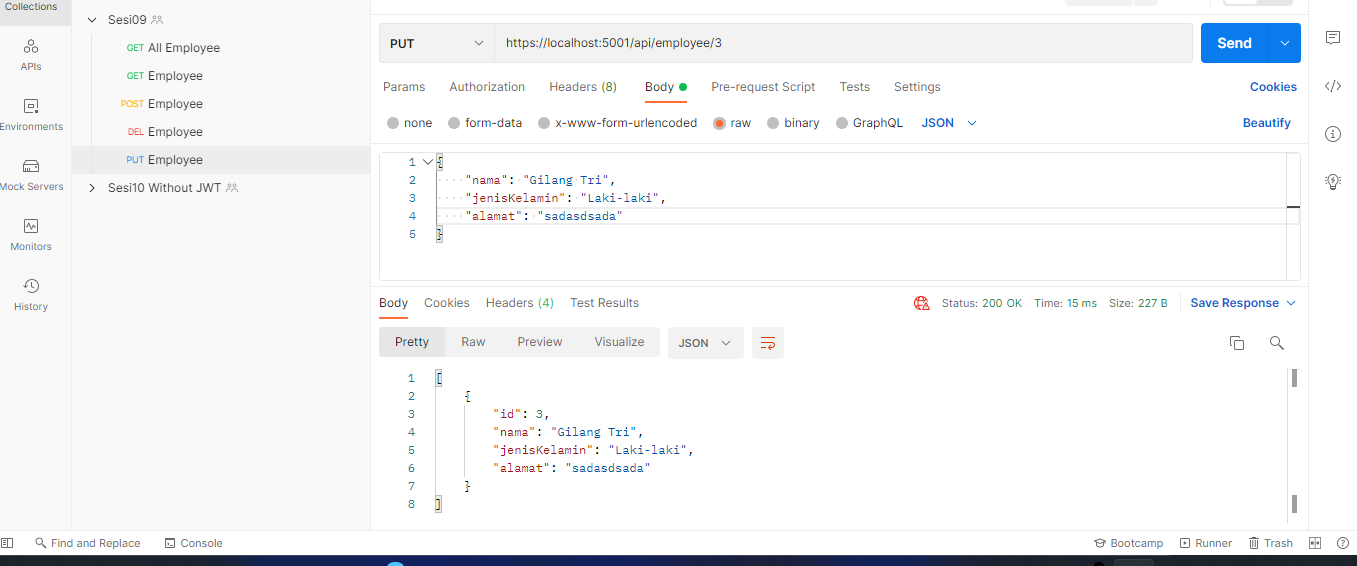 Collections
APIs
Environments
Mock Servers
Monitors
History
Sesi09
GET All Employee
GET Employee
POST Employee
DEL Employee
PUT Employee
Sesi10 Without JWT
PUT https://localhost:5001/api/employee/3 Send
Params Authorization Headers (8) Body Pre-request Script Tests Settings Cookies
none form-data x-www-form-urlencoded raw binary GraphQL JSON Beautify
1 {
2 "nama": "Gilang Tri",
3 "jenisKelamin": "Laki-laki",
4 "alamat": "sadasdsada"
5 }
Body Cookies Headers (4) Test Results Status: 200 OK Time: 15 ms Size: 227 B Save Response
Pretty Raw Preview Visualize JSON
1 [
2 {
3 "id": 3,
4 "nama": "Gilang Tri",
5 "jenisKelamin": "Laki-laki",
6 "alamat": "sadasdsada"
7 }
8 ]
Find and Replace Console Bootcamp Runner Trash